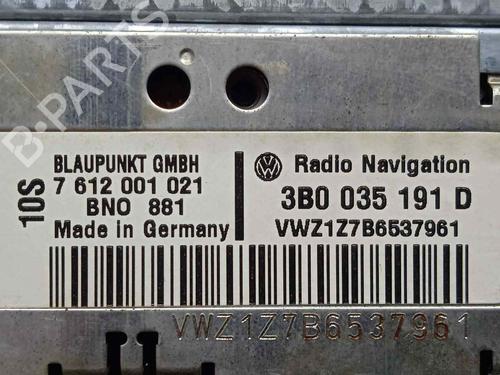 B-PARTS
10S
BLAUPUNKT GMBH
7 612 001 021
BNO 881
Made in Germany
Radio Navigation
3B0 035 191 D
VWZ1Z7B6537961
VWZ1Z7B6537961